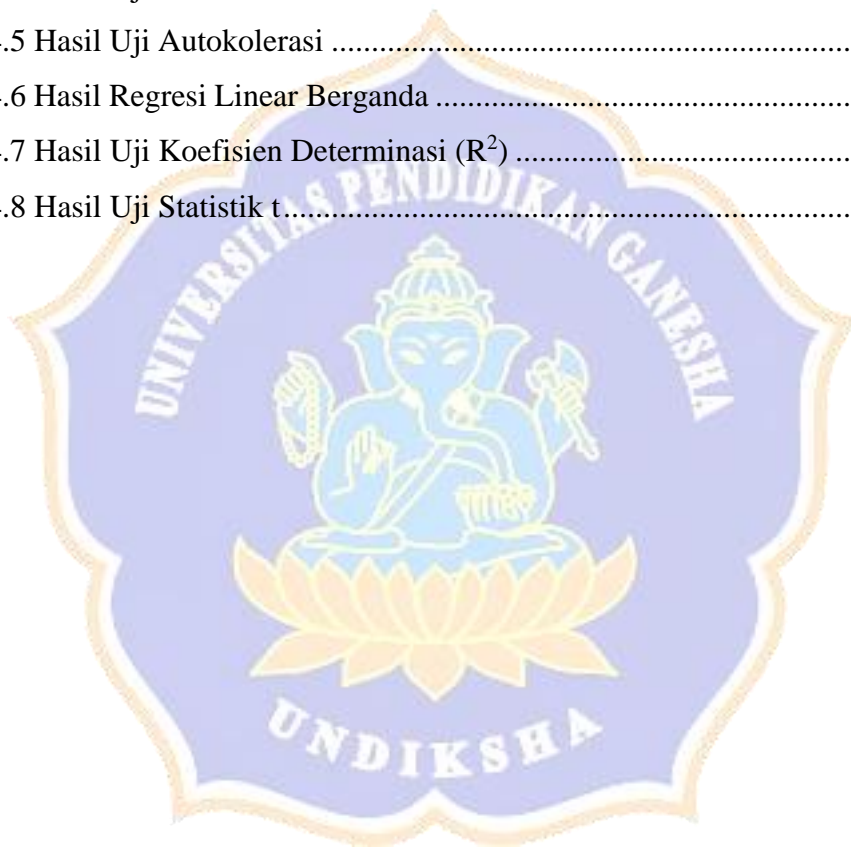 .5 Hasil Uji Autokolerasi ................................................................
.6 Hasil Regresi Linear Berganda ...................................................
.7 Hasil Uji Koefisien Determinasi (R²) .........................................
.8 Hasil Uji Statistik t......................................................................
UNIVERSITAS PENDIDIKAN GANESHA
UNDIKSHA